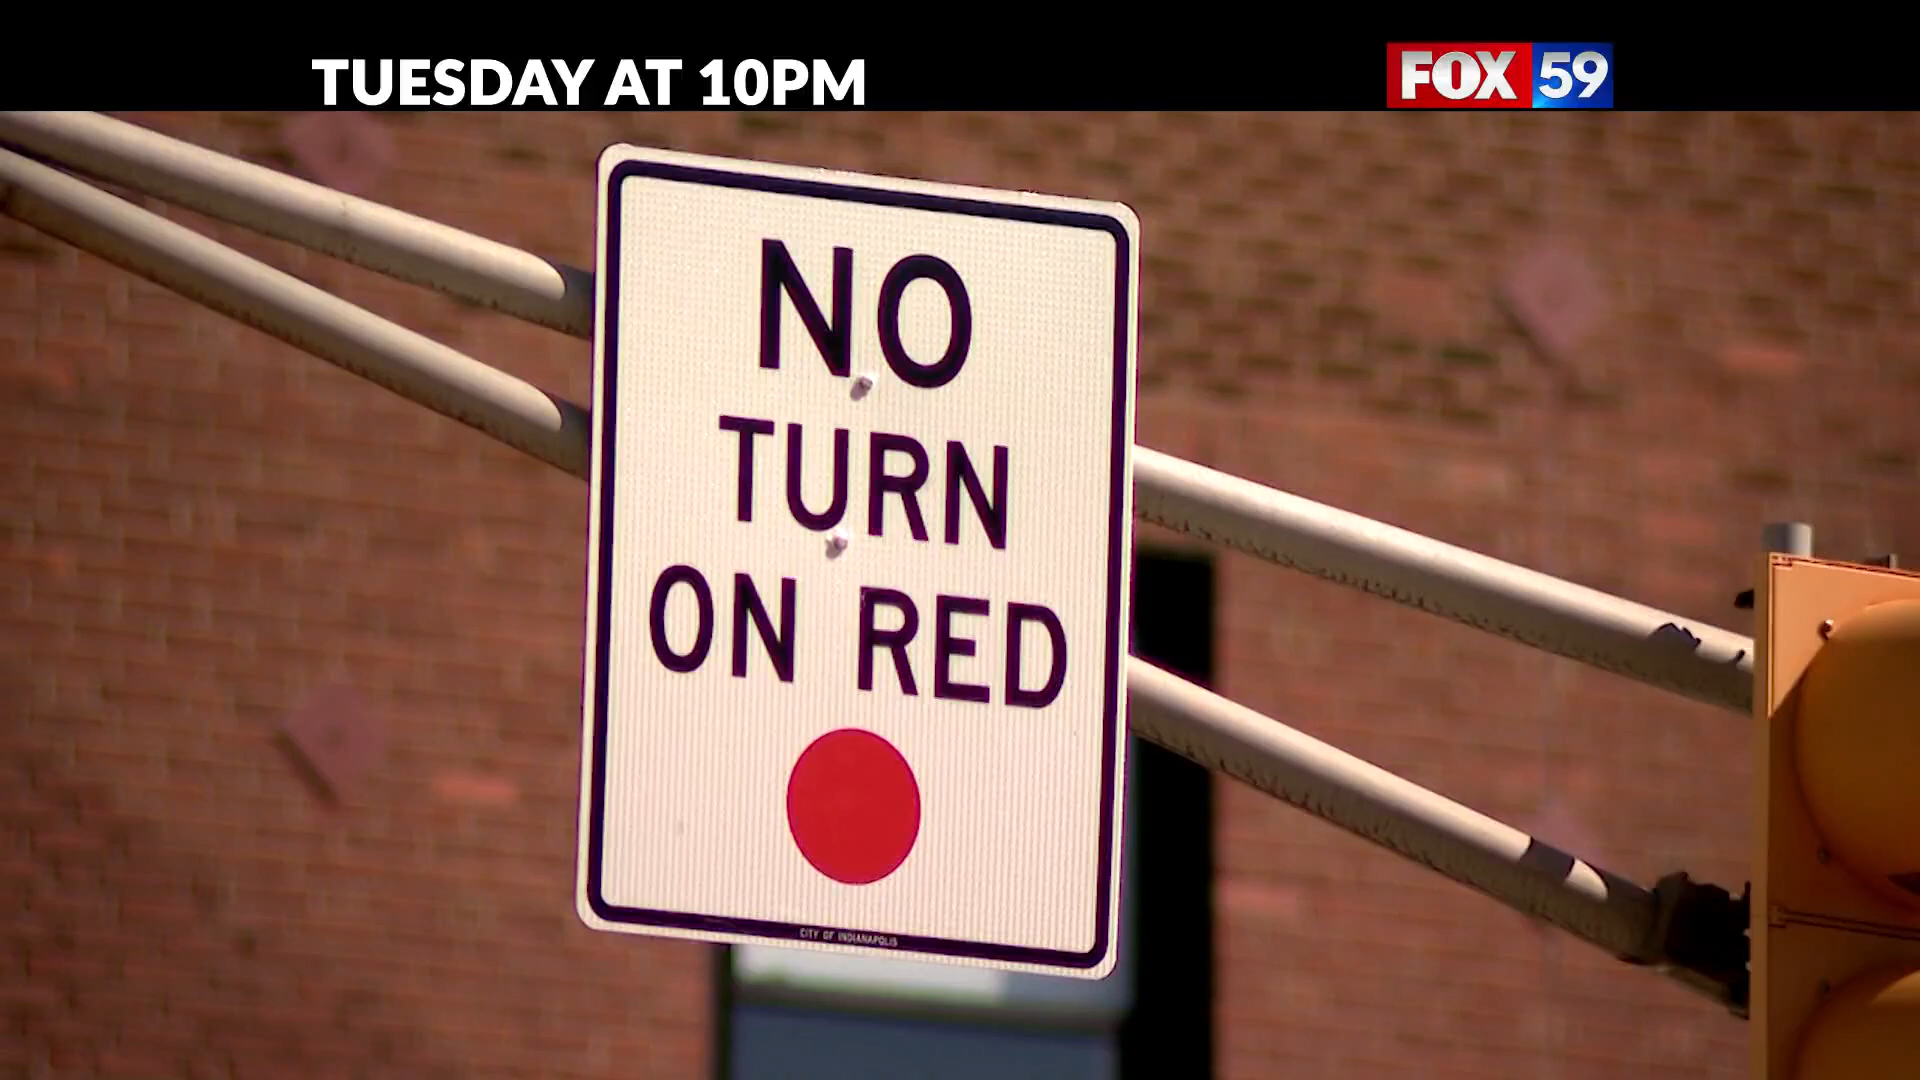 TUESDAY AT 10PM
FOX 59
NO
TURN
ON RED
CITY OF INDIANAPOLIS